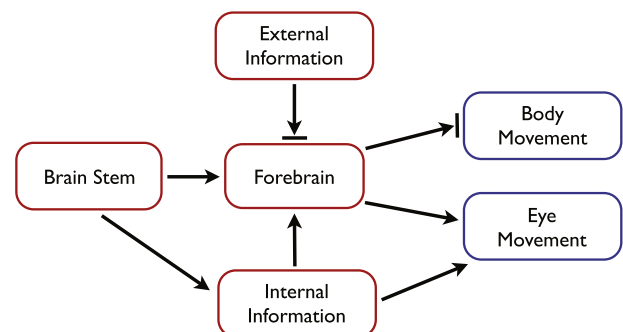 External
Information
Body
Movement
Brain Stem
Forebrain
Eye
Movement
Internal
Information